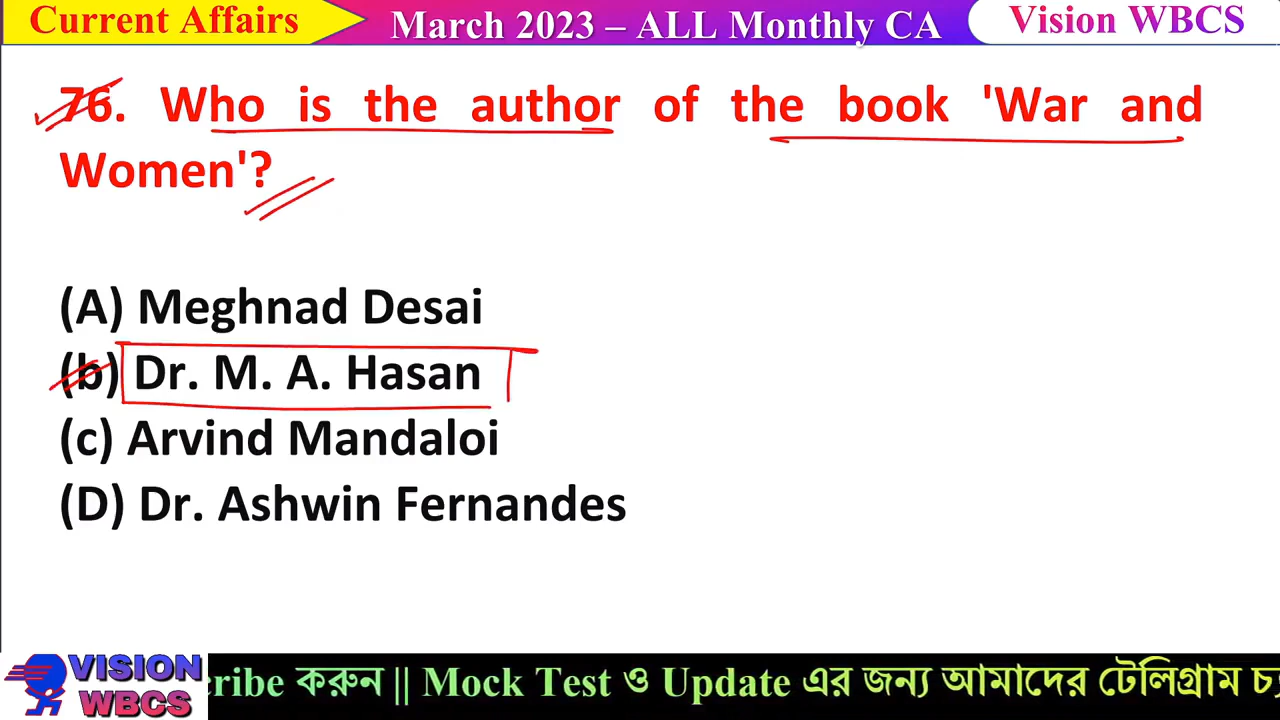 Current Affairs
March 2023 – ALL Monthly CA
Vision WBCS
76. Who is the author of the book 'War and
Women'?
(A) Meghnad Desai
(b) Dr. M. A. Hasan
(c) Arvind Mandaloi
(D) Dr. Ashwin Fernandes
VISION
WBCS
cribe করুন || Mock Test ও Update এর জন্য আমাদের টেলিগ্রাম